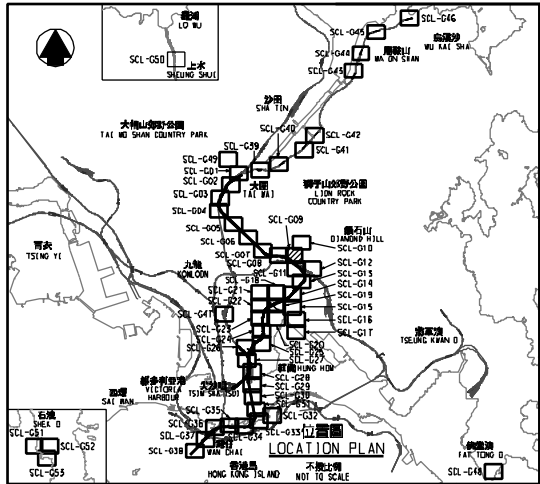 羅湖
LO WU
SCL-G50
上水
SHEUNG SHUI
SCL-G46
SCL-G45
烏溪沙
WU KAI SHA
SCL-G44
馬鞍山
MA ON SHAN
SCL-G43
沙田
SHA TIN
大帽山郊野公園
TAI MO SHAN COUNTRY PARK
SCL-G40
SCL-G39
SCL-G42
SCL-G41
SCL-G49
SCL-G01
SCL-G02
大圍
TAI WAI
獅子山郊野公園
LION ROCK
COUNTRY PARK
SCL-G03
SCL-G04
SCL-G05
SCL-G06
SCL-G07
SCL-G08
SCL-G09
鑽石山
DIAMOND HILL
SCL-G10
SCL-G11
SCL-G12
SCL-G13
SCL-G14
SCL-G19
SCL-G15
SCL-G16
SCL-G17
青衣
TSING YI
九龍
KOWLOON
SCL-G18
SCL-G21
SCL-G22
SCL-G47
SCL-G23
SCL-G24
SCL-G26
SCL-G20
SCL-G25
SCL-G27
將軍澳
TSEUNG KWAN O
紅磡 HUNG HOM
SCL-G28
SCL-G29
SCL-G30
西環
SAI WAN
維多利亞港
VICTORIA
HARBOUR
尖沙咀
TSIM SHA TSUI
SCL-G35
SCL-G32
SCL-G36
SCL-G37
SCL-G34
SCL-G33
SCL-G38
灣仔
WAN CHAI
香港島
HONG KONG ISLAND
石澳
SHEK O
SCL-G51
SCL-G52
SCL-G53
位置圖
LOCATION PLAN
不按比例
NOT TO SCALE
FAT TONG O
SCL-G48